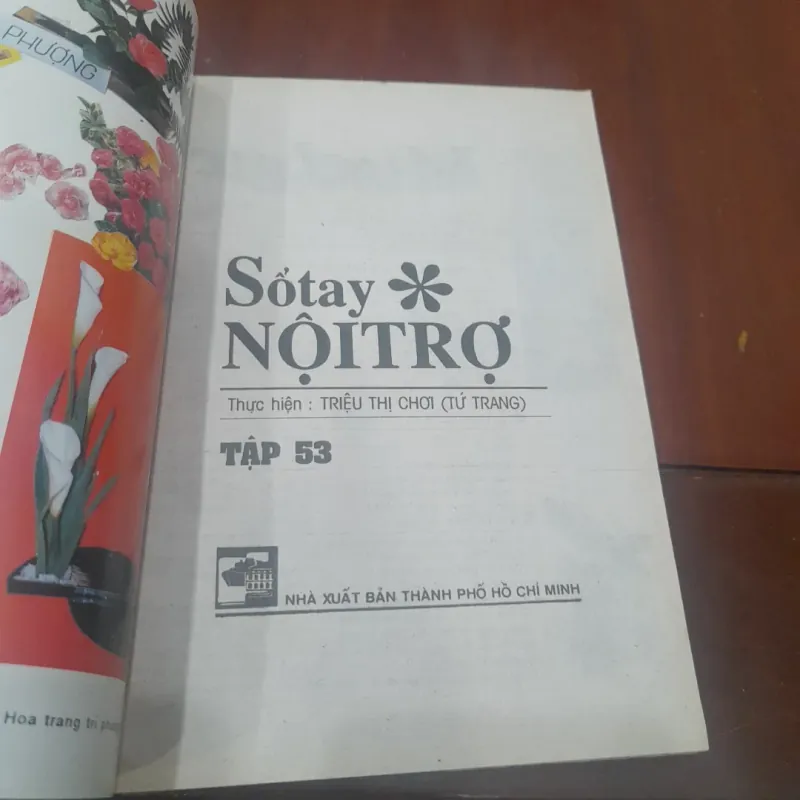 PHƯỢNG
Hoa trang trí
Sổtay
NỘITRỢ
Thực hiện : TRIỆU THỊ CHƠI (TỨ TRANG)
TẬP 53
NHÀ XUẤT BẢN THÀNH PHỐ HỒ CHÍ MINH